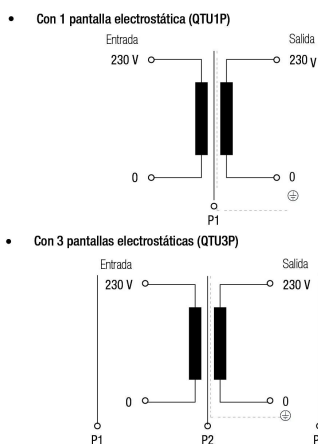 • Con 1 pantalla electrostática (QTU1P)
Entrada Salida
230 V 230 V
0 0
P1
• Con 3 pantallas electrostáticas (QTU3P)
Entrada Salida
230 V 230 V
0 0
P1 P2